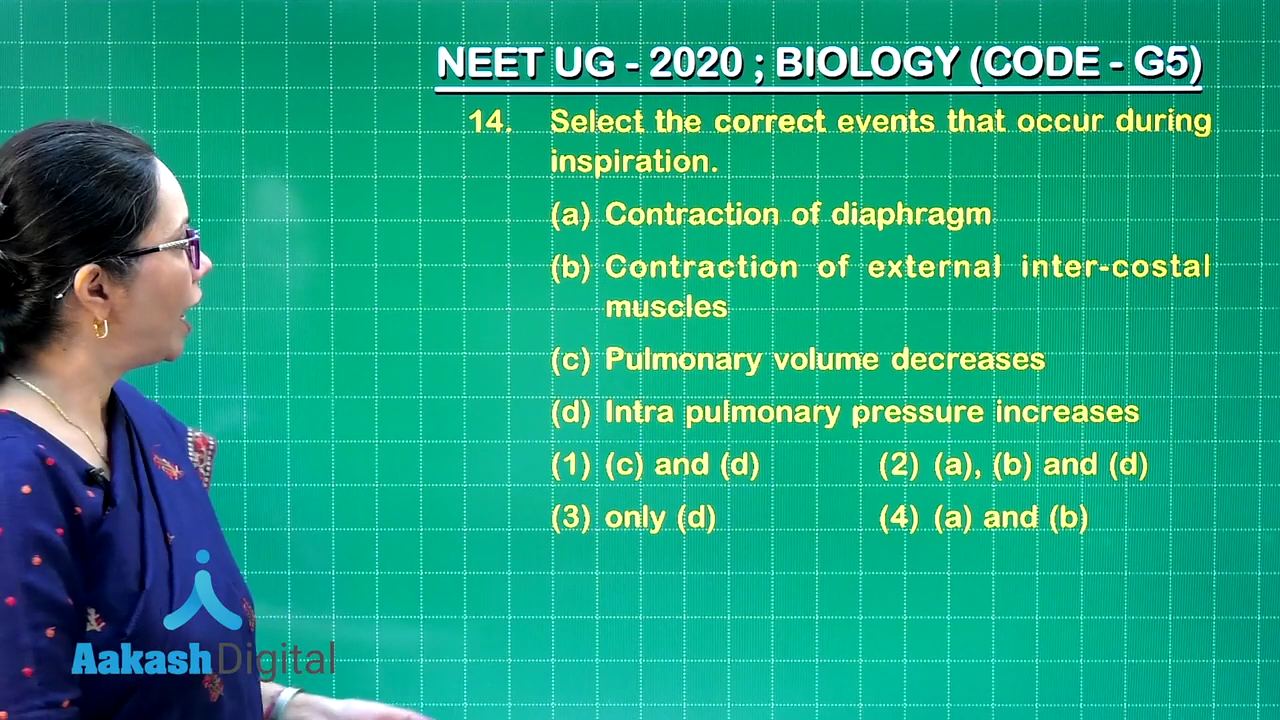 NEET UG - 2020 ; BIOLOGY (CODE - G5)
14. Select the correct events that occur during
inspiration.
(a) Contraction of diaphragm
(b) Contraction of external inter-costal
muscles
(c) Pulmonary volume decreases
(d) Intra pulmonary pressure increases
(1) (c) and (d) (2) (a), (b) and (d)
(3) only (d) (4) (a) and (b)
Aakash Digital